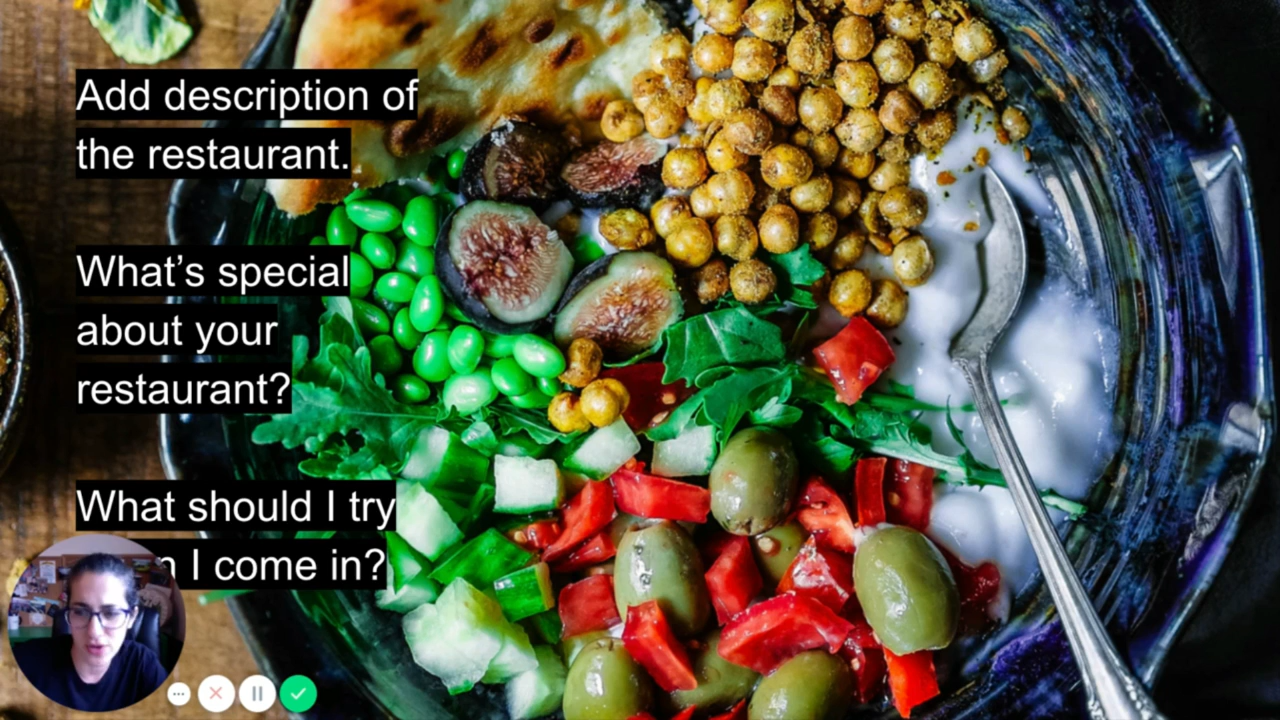 Add description of
the restaurant.
What’s special
about your
restaurant?
What should I try
I come in?